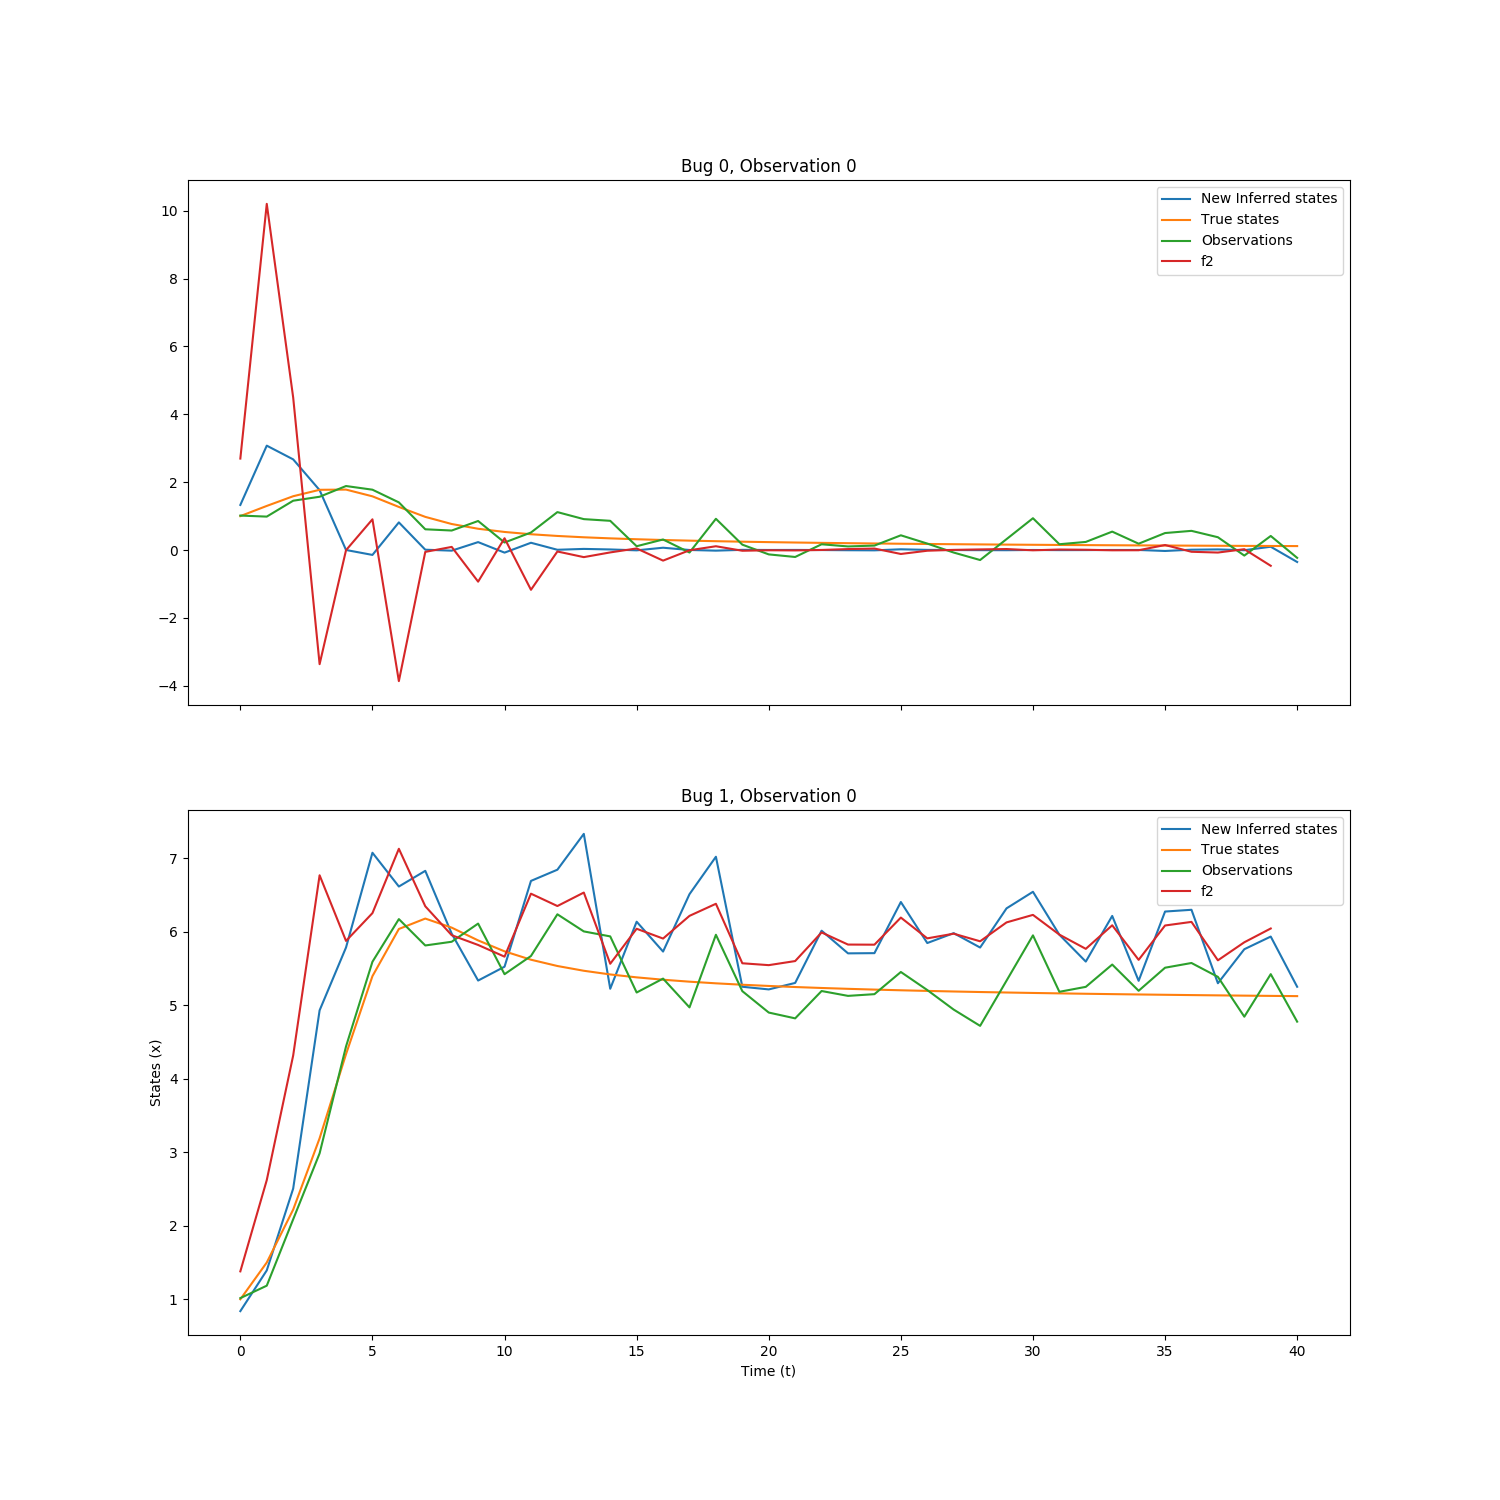 Bug 0, Observation 0
New Inferred states
True states
Observations
f2
10
8
6
4
2
0
−2
−4
Bug 1, Observation 0
New Inferred states
True states
Observations
f2
7
6
5
4
3
2
1
States (x)
0 5 10 15 20 25 30 35 40
Time (t)